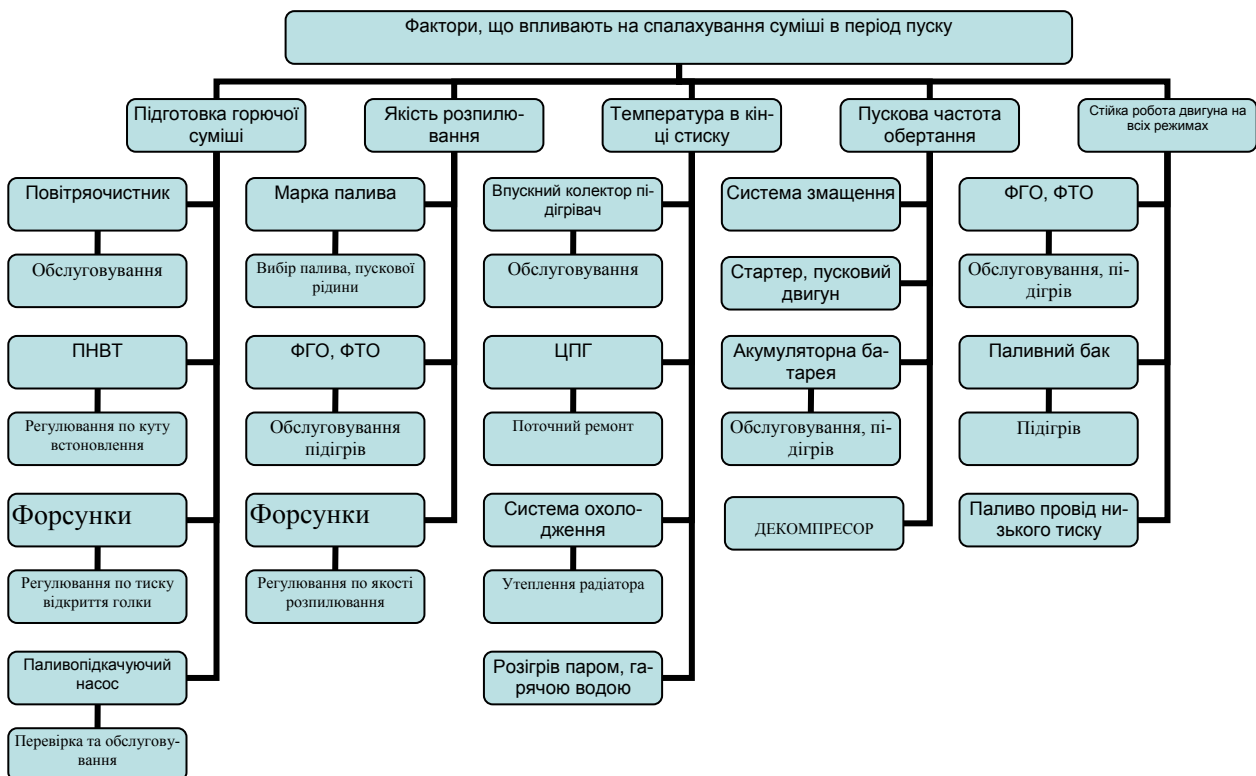 Фактори, що впливають на спалахування суміші в період пуску
Підготовка горючої
суміші
Якість розпилю-
вання
Температура в кін-
ці стиску
Пускова частота
обертання
Стійка робота двигуна на
всіх режимах
Повітряочистник
Обслуговування
ПНВТ
Регулювання по куту
встоновлення
Форсунки
Регулювання по тиску
відкриття голки
Паливопідкачуючий
насос
Перевірка та обслугову-
вання
Марка палива
Вибір палива, пускової
рідини
ФГО, ФТО
Обслуговування
підігрів
Форсунки
Регулювання по якості
розпилювання
Впускний колектор пі-
дігрівач
Обслуговування
ЦПГ
Поточний ремонт
Система охоло-
дження
Утеплення радіатора
Розігрів паром, га-
рячою водою
Система змащення
Стартер, пусковий
двигун
Акумуляторна ба-
тарея
Обслуговування, пі-
дігрів
ДЕКОМПРЕСОР
ФГО, ФТО
Обслуговування, пі-
дігрів
Паливний бак
Підігрів
Паливо провід ни-
зького тиску